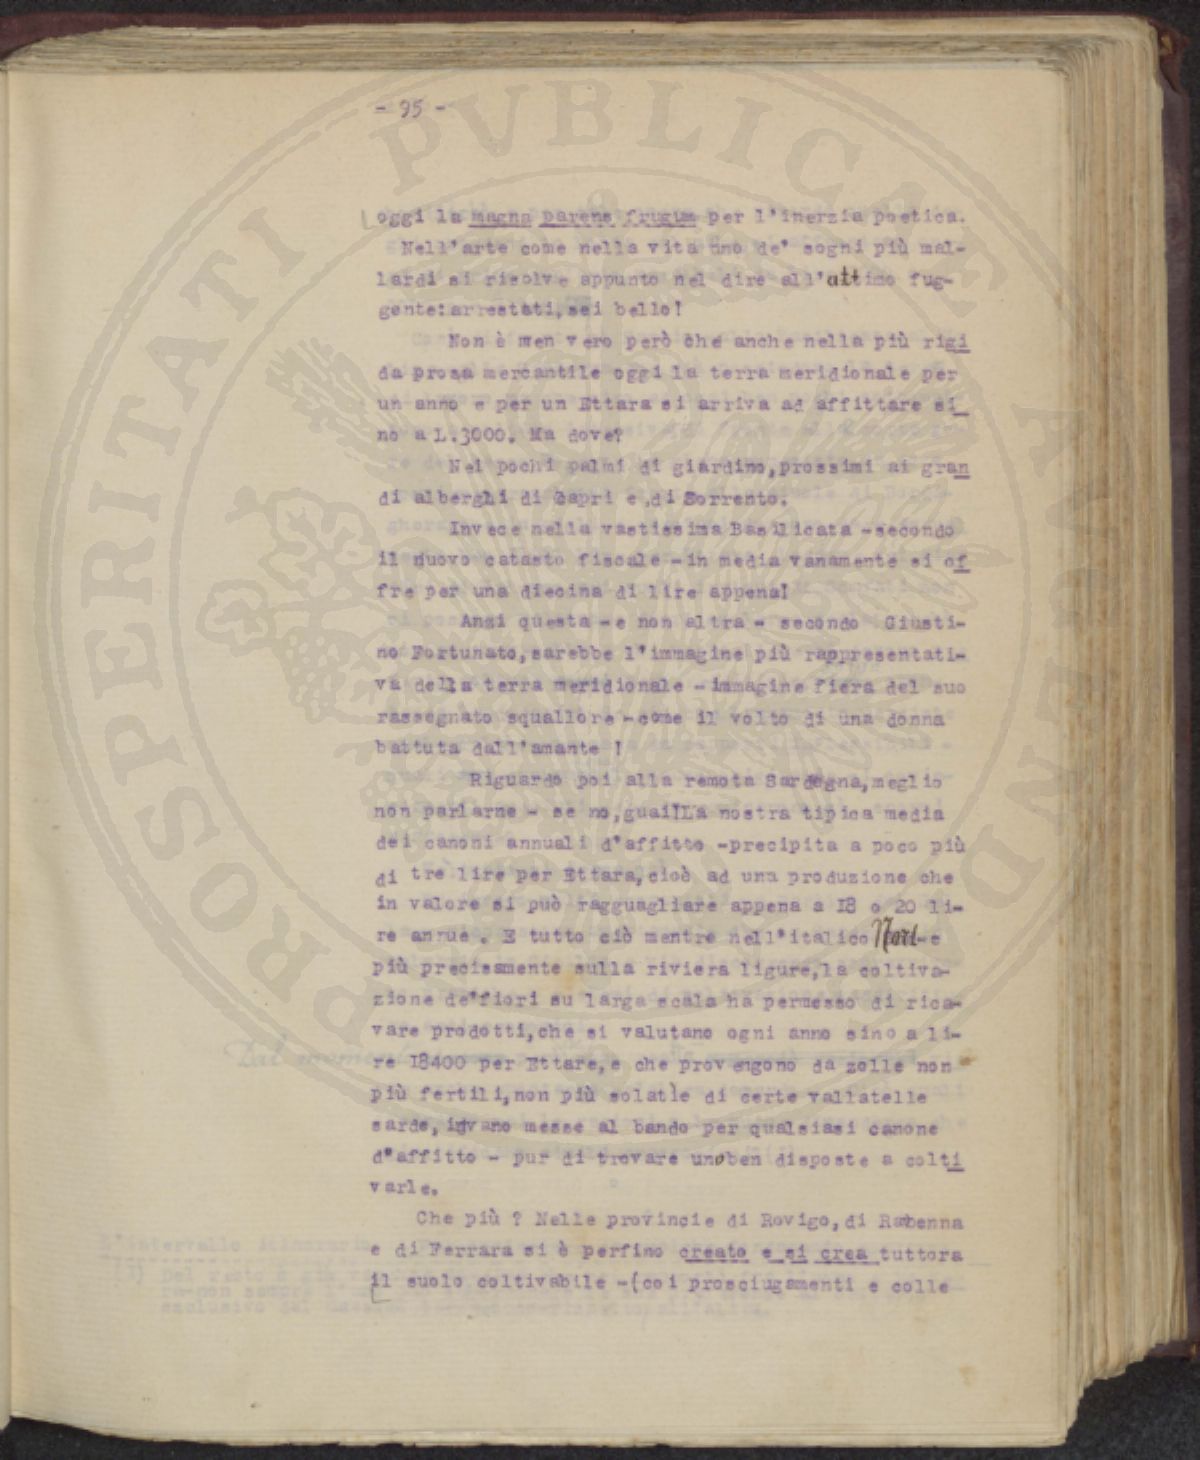 - 95 -
oggi la magna parens frugum per l'inerzia poetica.
Nell'arte come nella vita uno de' sogni più mal-
lardi si risolve appunto nel dire all'attimo fug-
gente:arrestati,sei bello!
Non è men vero però che anche nella più rigi
da prosa mercantile oggi la terra meridionale per
un anno e per un Ettara si arriva ad affittare si
no a L.3000. Ma dove?
Nei pochi palmi di giardino,prossimi ai gran
di alberghi di Capri e ,di Sorrento.
Invece nella vastissima Basilicata -secondo
il nuovo catasto fiscale -in media vanamente si of
fre per una diecina di lire appena!
Anzi questa -e non altra - secondo Giusti-
no Fortunato,sarebbe l'immagine più rappresentati-
va della terra meridionale -immagine fiera del suo
rassegnato squallore -come il volto di una donna
battuta dall'amante !
Riguardo poi alla remota Sardegna,meglio
non parlarne - se no,guai!La nostra tipica media
dei canoni annuali d'affitto -precipita a poco più
di tre lire per Ettara,cioè ad una produzione che
in valore si può ragguagliare appena a 18 o 20 li-
re annue . E tutto ciò mentre nell'italico Nord-e
più precisamente sulla riviera ligure,la coltiva-
zione de'fiori su larga scala ha permesso di rica-
vare prodotti,che si valutano ogni anno sino a li-
re 18400 per Ettare,e che provengono da zolle non
più fertili,non più solatìe di certe vallatelle
sarde, invano messe al bando per qualsiasi canone
d'affitto - pur di trovare uno ben disposte a colti
varle.
Che più ? Nelle provincie di Rovigo,di Rabenna
e di Ferrara si è perfino creato e si crea tuttora
il suolo coltivabile -(coi prosciugamenti e colle
PROSPERITATI PVBLICAE AVGENDAE